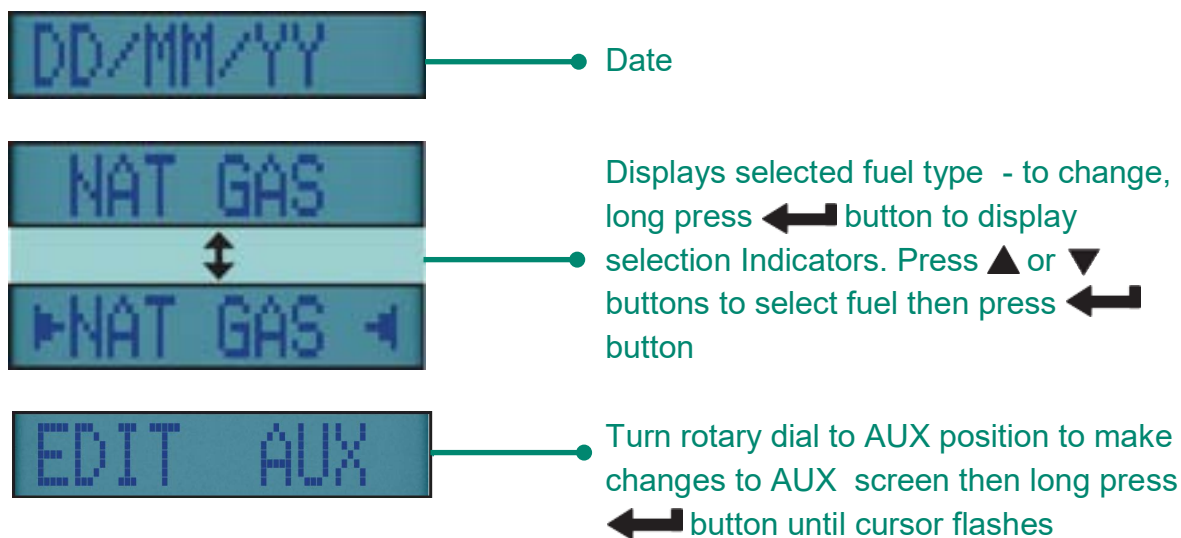 DD/MM/YY
Date
NAT GAS
▶NAT GAS ◀
Displays selected fuel type - to change,
long press button to display
selection Indicators. Press ▲ or ▼
buttons to select fuel then press
button
EDIT AUX
Turn rotary dial to AUX position to make
changes to AUX screen then long press
button until cursor flashes